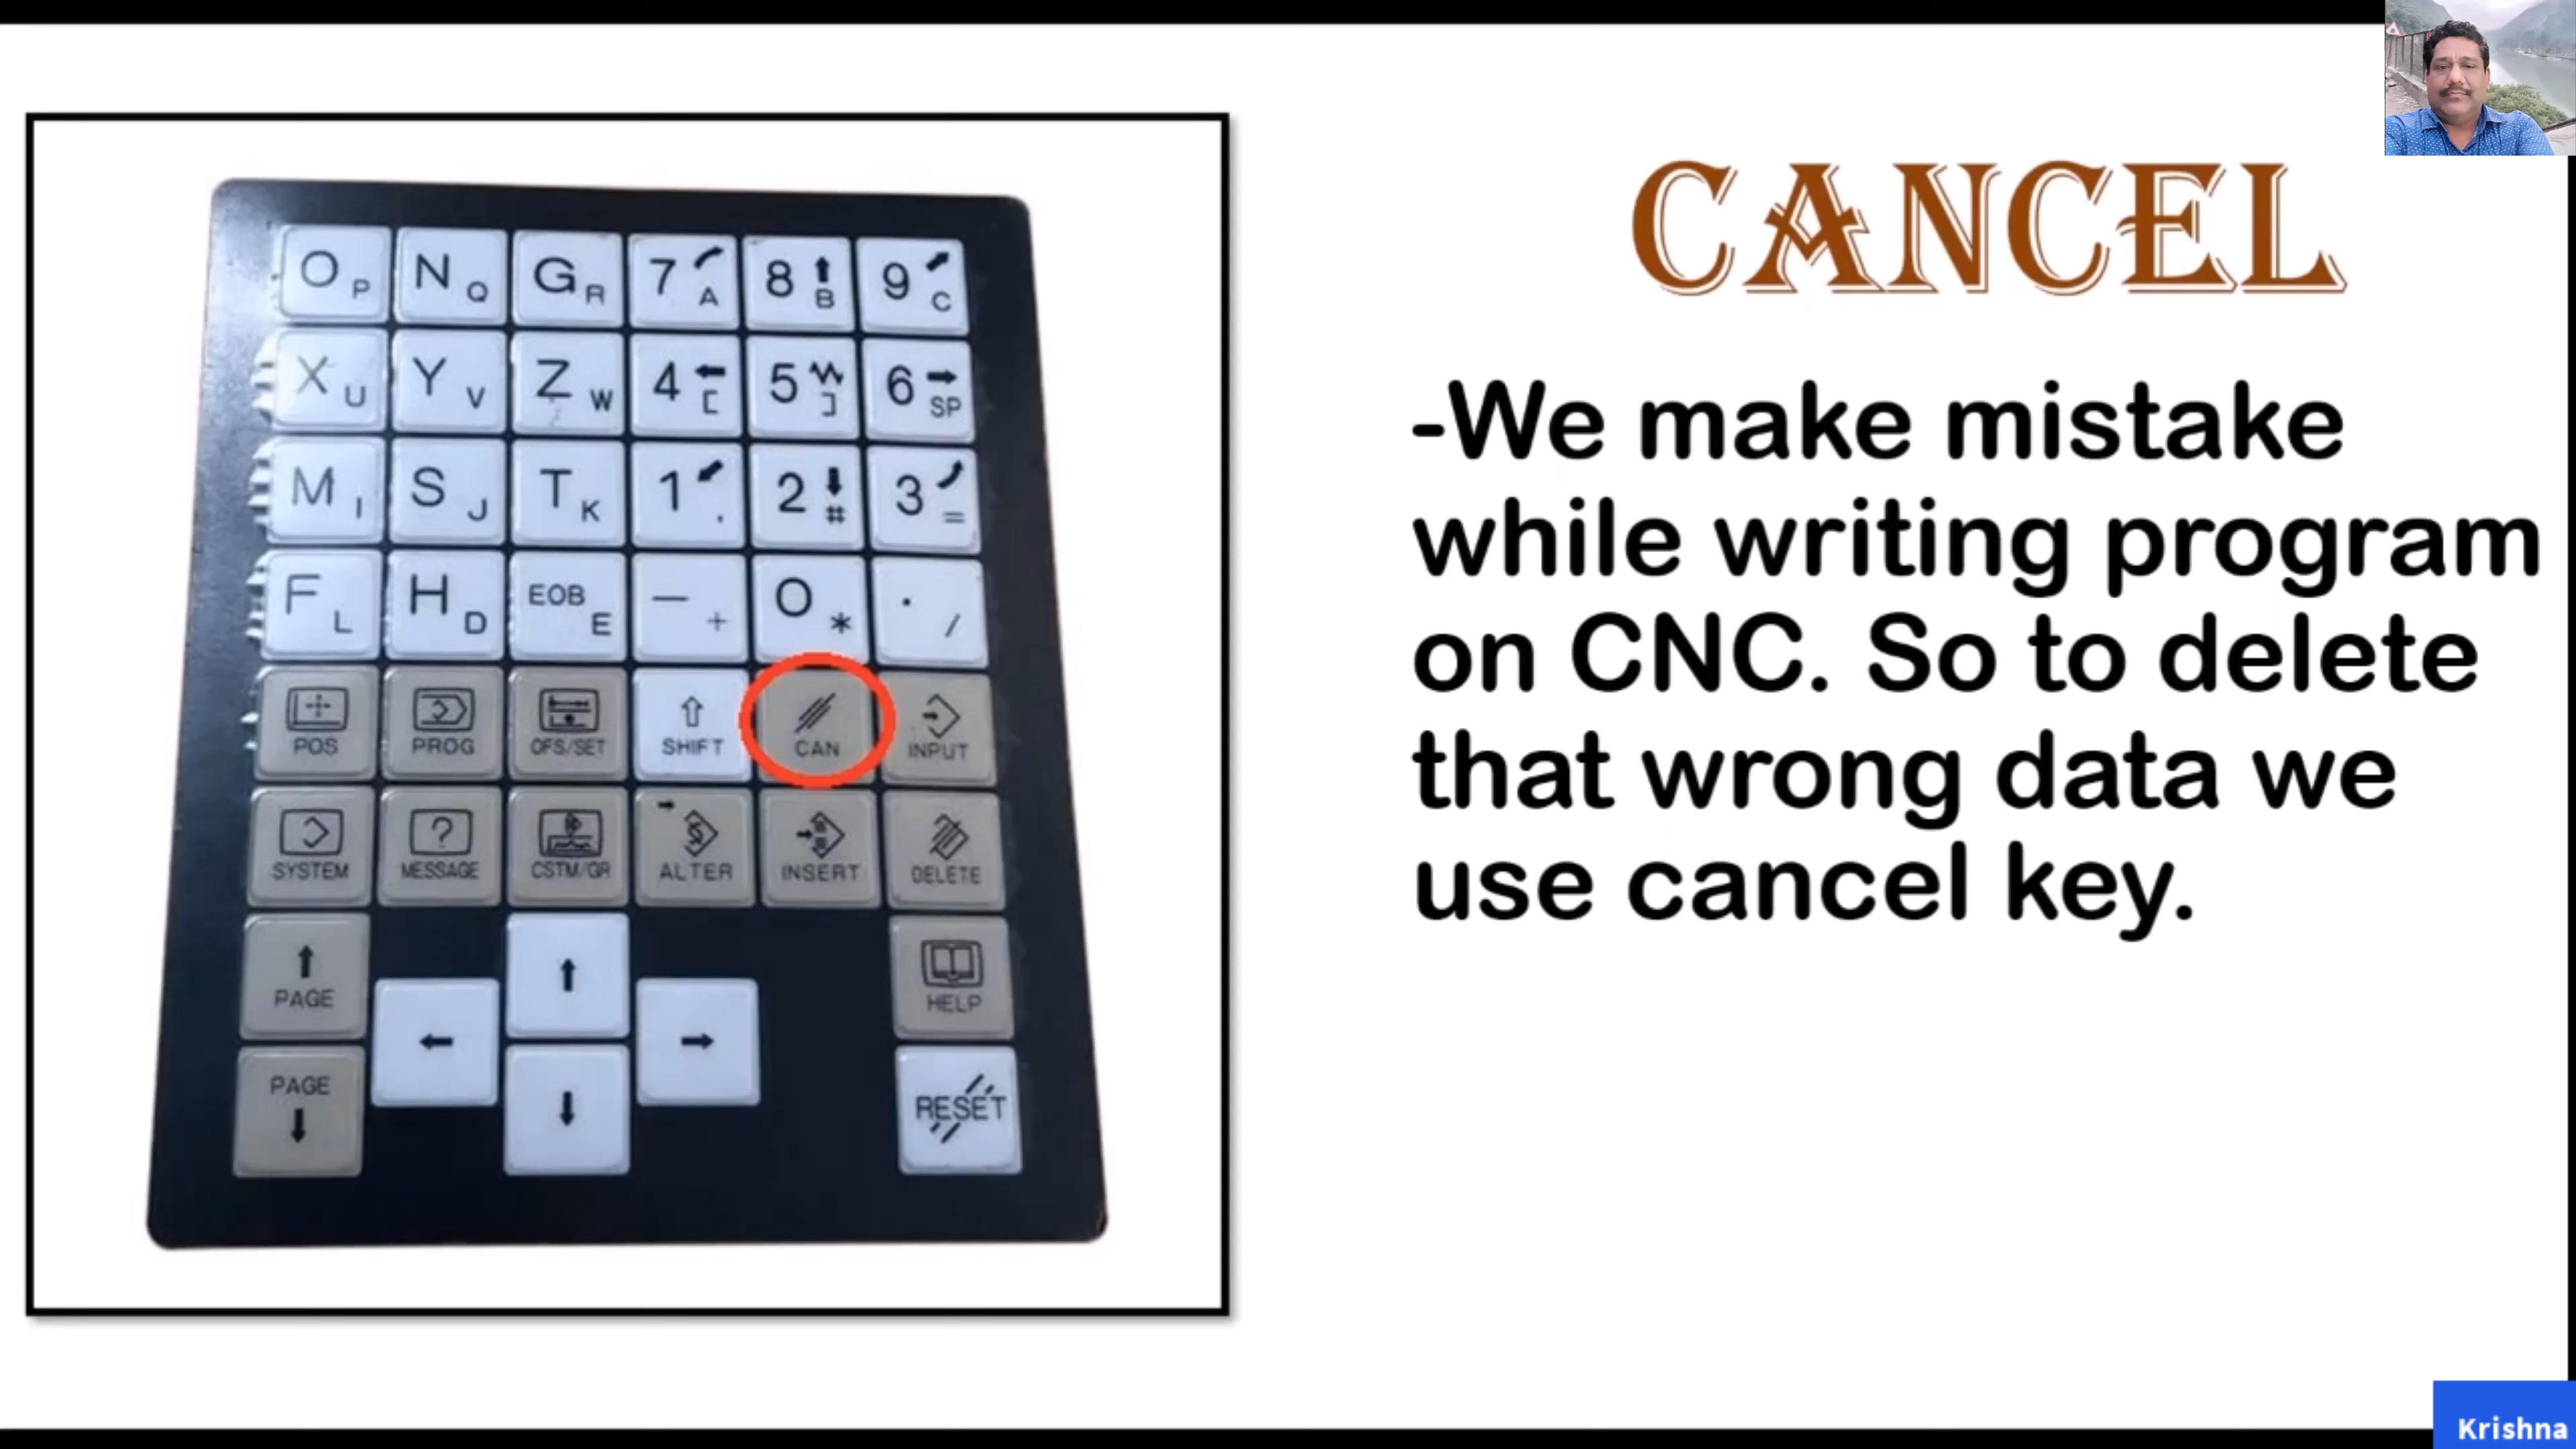 CANCEL
-We make mistake
while writing program
on CNC. So to delete
that wrong data we
use cancel key.
O P N Q G R 7 A 8 B 9 C
X U Y V Z W 4 [ 5 ] 6 SP
M I S J T K 1 , 2 # 3 =
F L H D EOB E - + 0 * . /
POS PROG OFS/SET SHIFT CAN INPUT
SYSTEM MESSAGE CSTM/GR ALTER INSERT DELETE
PAGE HELP
PAGE RESET
Krishna